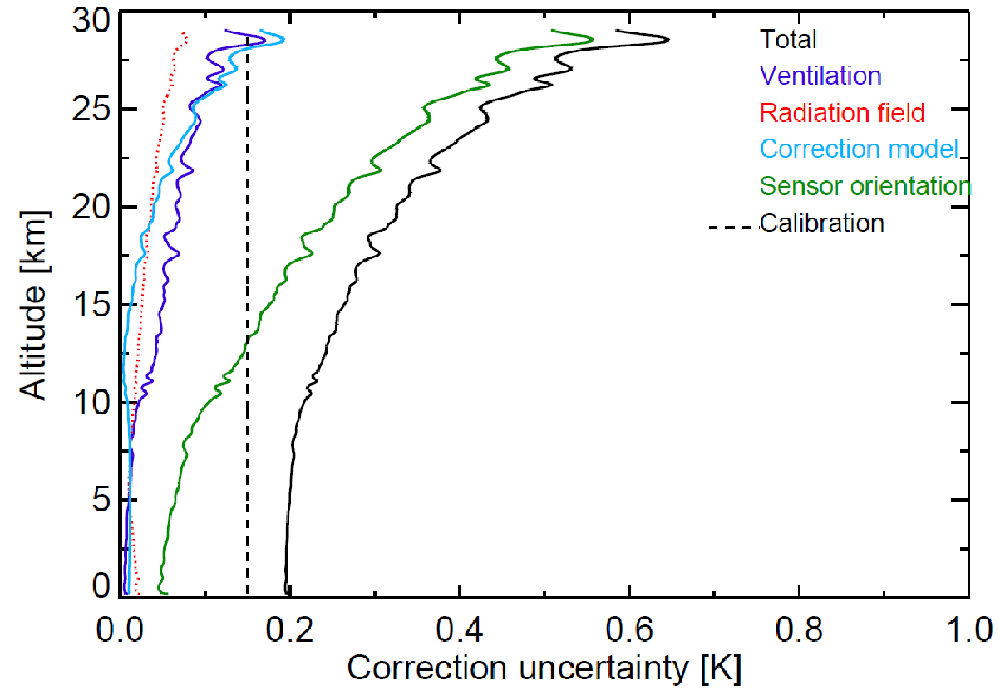 30
25
20
15
10
5
0
Altitude [km]
Total
Ventilation
Radiation field
Correction model
Sensor orientation
Calibration
0.0 0.2 0.4 0.6 0.8 1.0
Correction uncertainty [K]